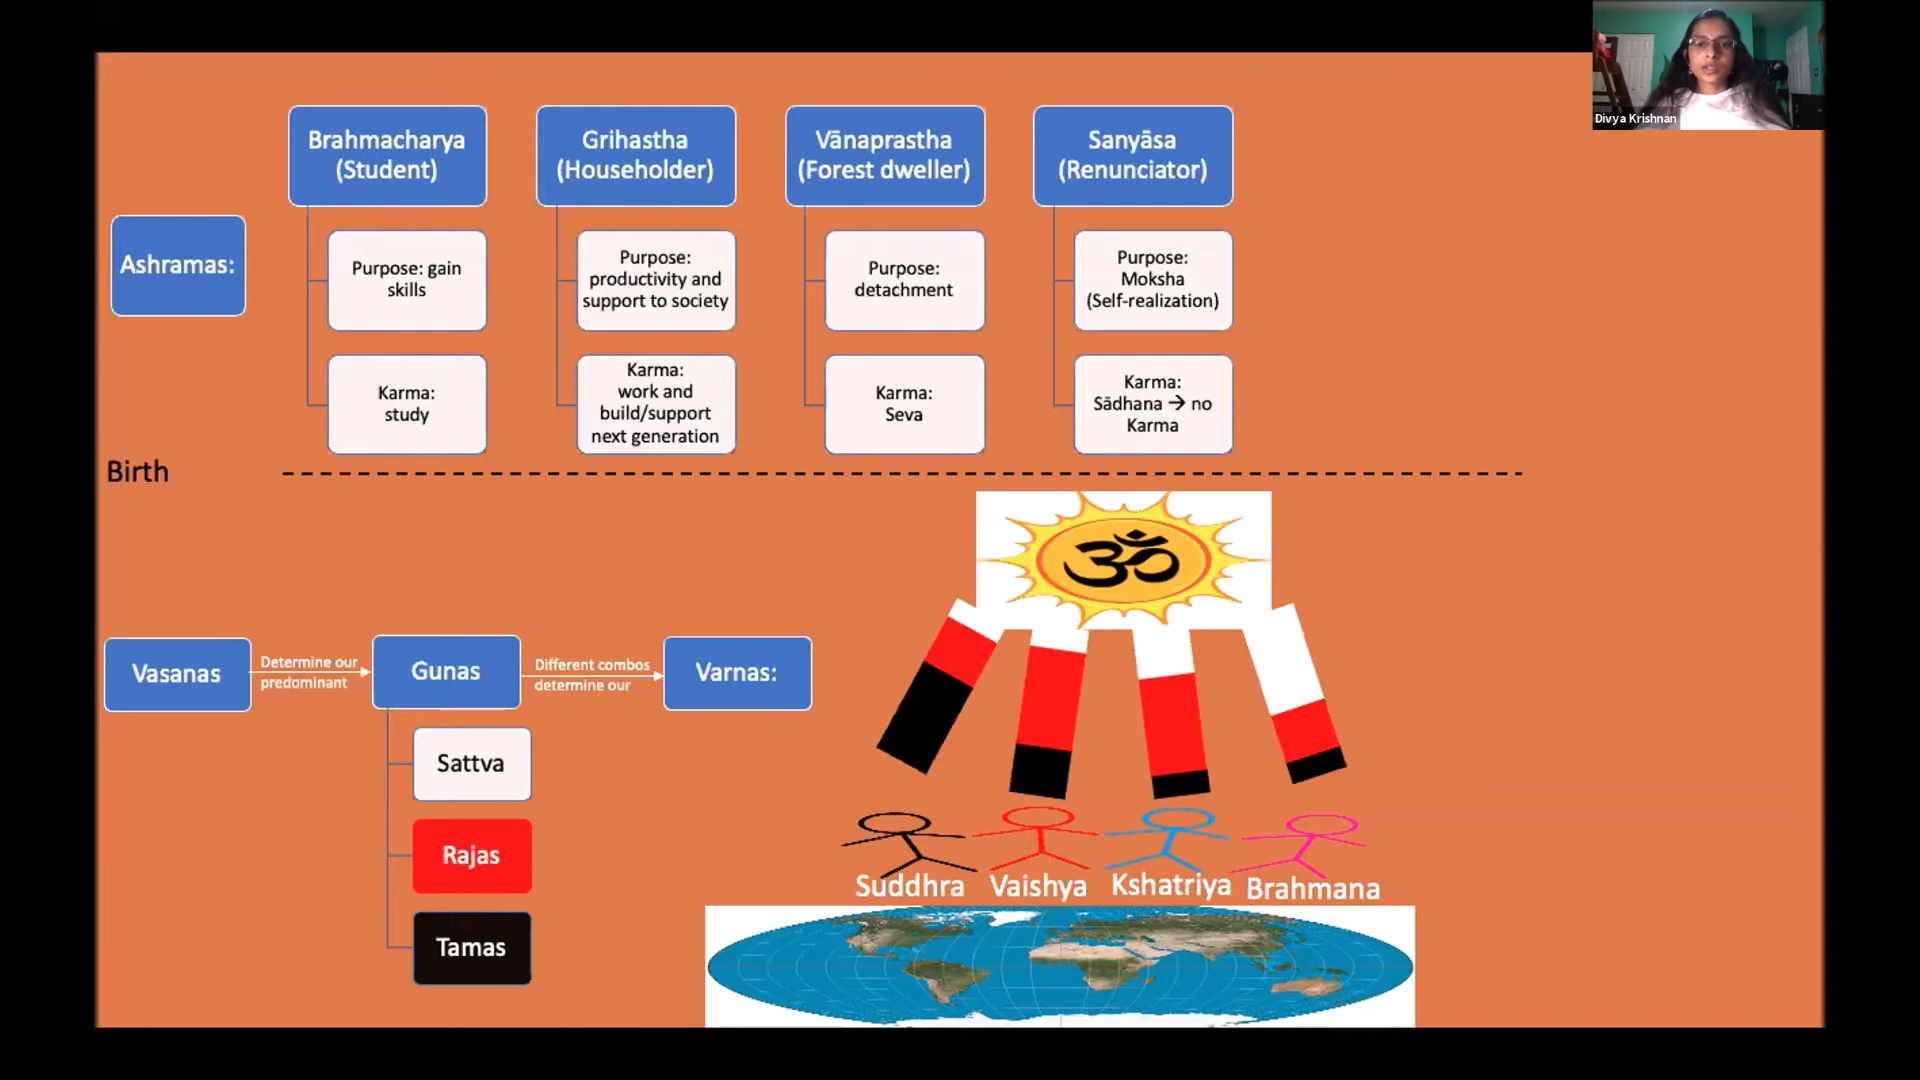 Divya Krishnan
Brahmacharya
(Student)
Grihastha
(Householder)
Vānaprastha
(Forest dweller)
Sanyāsa
(Renunciator)
Ashramas:
Purpose: gain
skills
Purpose:
productivity and
support to society
Purpose:
detachment
Purpose:
Moksha
(Self-realization)
Karma:
study
Karma:
work and
build/support
next generation
Karma:
Seva
Karma:
Sādhana → no
Karma
Birth
ॐ
Vasanas
Determine our
predominant
Gunas
Different combos
determine our
Varnas:
Sattva
Rajas
Tamas
Suddhra
Vaishya
Kshatriya
Brahmana